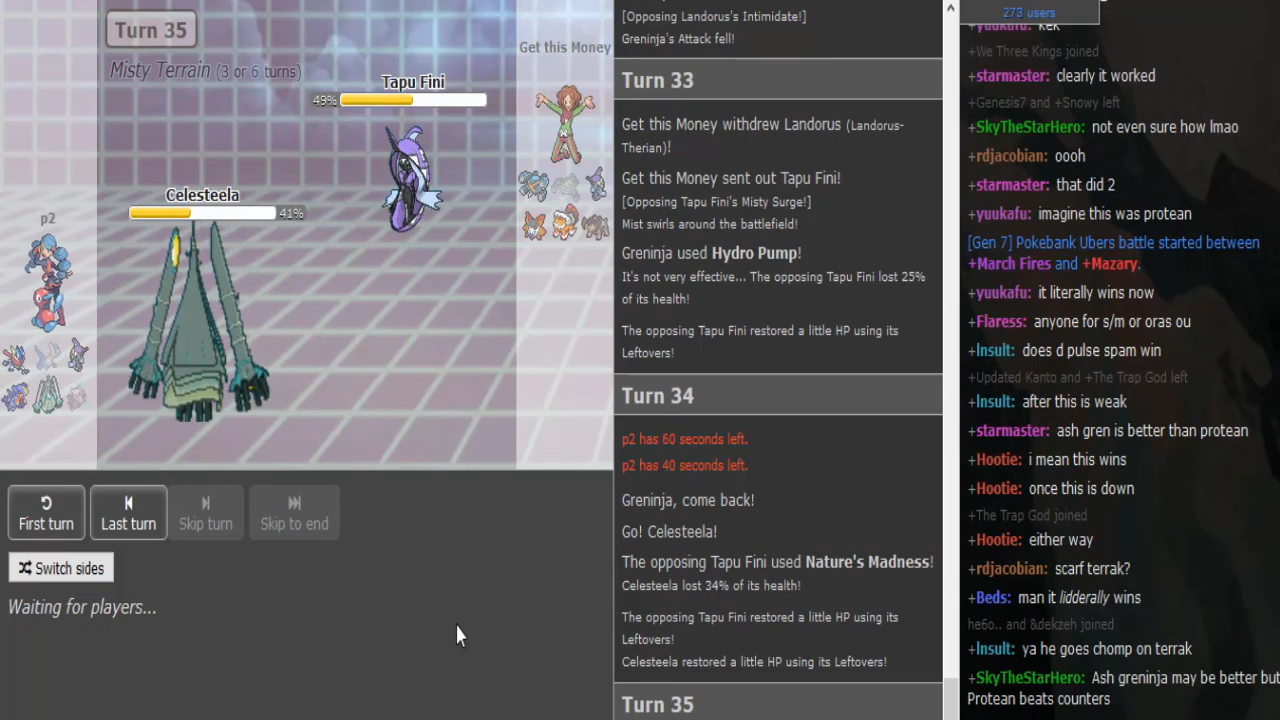 Turn 35
Misty Terrain (3 or 6 turns)
Tapu Fini
49%
Celesteela
41%
p2
Get this Money
First turn
Last turn
Skip turn
Skip to end
Switch sides
Waiting for players...
[Opposing Landorus's Intimidate!]
Greninja's Attack fell!
Turn 33
Get this Money withdrew Landorus (Landorus-
Therian)!
Get this Money sent out Tapu Fini!
[Opposing Tapu Fini's Misty Surge!]
Mist swirls around the battlefield!
Greninja used Hydro Pump!
It's not very effective... The opposing Tapu Fini lost 25%
of its health!
The opposing Tapu Fini restored a little HP using its
Leftovers!
Turn 34
p2 has 60 seconds left.
p2 has 40 seconds left.
Greninja, come back!
Go! Celesteela!
The opposing Tapu Fini used Nature's Madness!
Celesteela lost 34% of its health!
The opposing Tapu Fini restored a little HP using its
Leftovers!
Celesteela restored a little HP using its Leftovers!
Turn 35
273 users
+yuukafu: kek
+We Three Kings joined
+starmaster: clearly it worked
+Genesis7 and +Snowy left
+SkyTheStarHero: not even sure how lmao
+rdjacobian: oooh
+starmaster: that did 2
+yuukafu: imagine this was protean
[Gen 7] Pokebank Ubers battle started between
+March Fires and +Mazary.
+yuukafu: it literally wins now
+Flaress: anyone for s/m or oras ou
+Insult: does d pulse spam win
+Updated Kanto and +The Trap God left
+Insult: after this is weak
+starmaster: ash gren is better than protean
+Hootie: i mean this wins
+Hootie: once this is down
+The Trap God joined
+Hootie: either way
+rdjacobian: scarf terrak?
+Beds: man it lidderally wins
he6o.. and &dekzeh joined
+Insult: ya he goes chomp on terrak
+SkyTheStarHero: Ash greninja may be better but
Protean beats counters